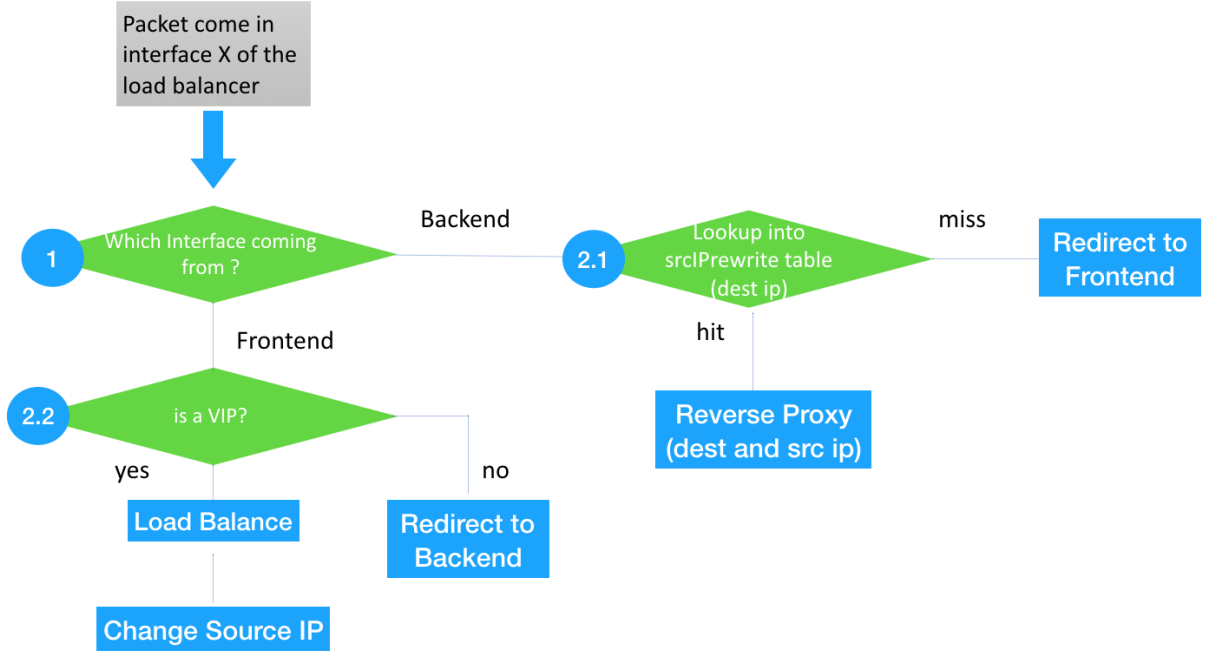 Packet come in
interface X of the
load balancer
1
Which Interface coming
from ?
Backend
2.1
Lookup into
srcIPrewrite table
(dest ip)
miss
Redirect to
Frontend
Frontend
hit
Reverse Proxy
(dest and src ip)
2.2
is a VIP?
yes
no
Load Balance
Redirect to
Backend
Change Source IP